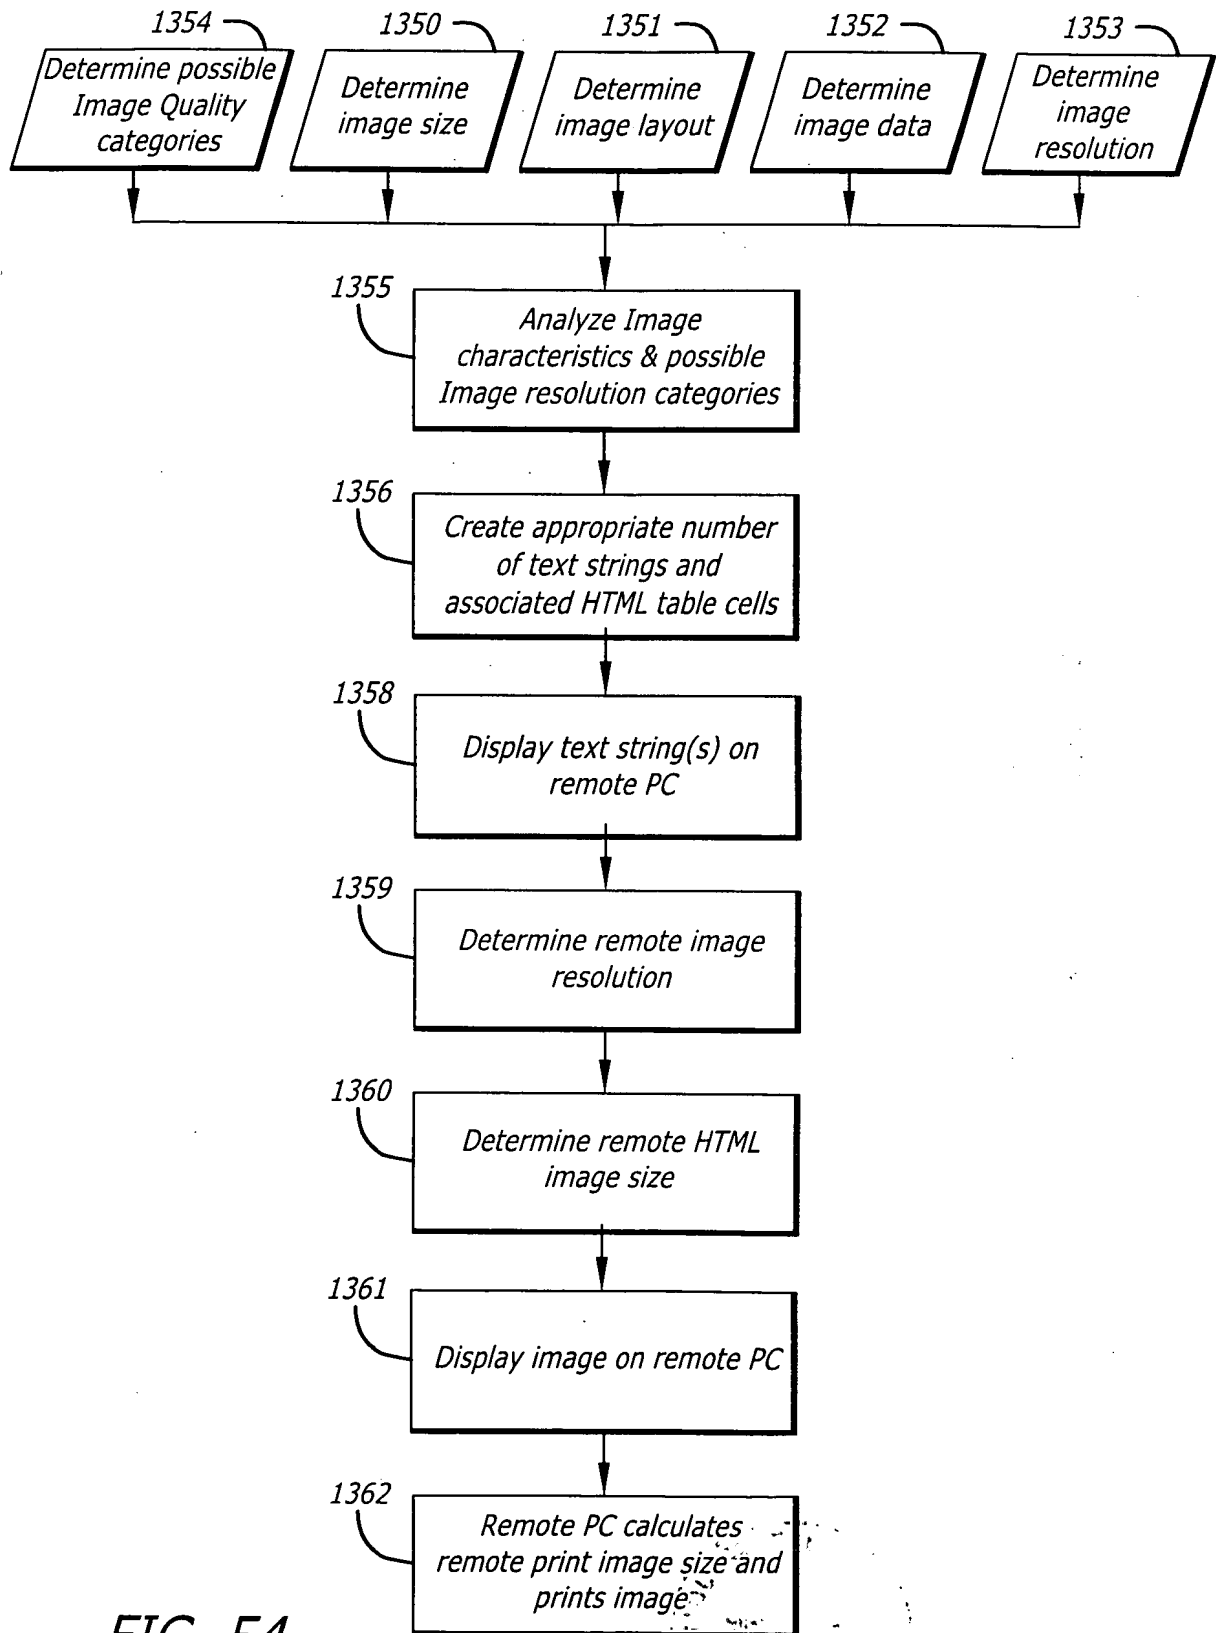 1354
1350
1351
1352
1353
Determine possible
Image Quality
categories
Determine
image size
Determine
image layout
Determine
image data
Determine
image
resolution
1355
Analyze Image
characteristics & possible
Image resolution categories
1356
Create appropriate number
of text strings and
associated HTML table cells
1358
Display text string(s) on
remote PC
1359
Determine remote image
resolution
1360
Determine remote HTML
image size
1361
Display image on remote PC
1362
Remote PC calculates
remote print image size and
prints image
FIG. 54